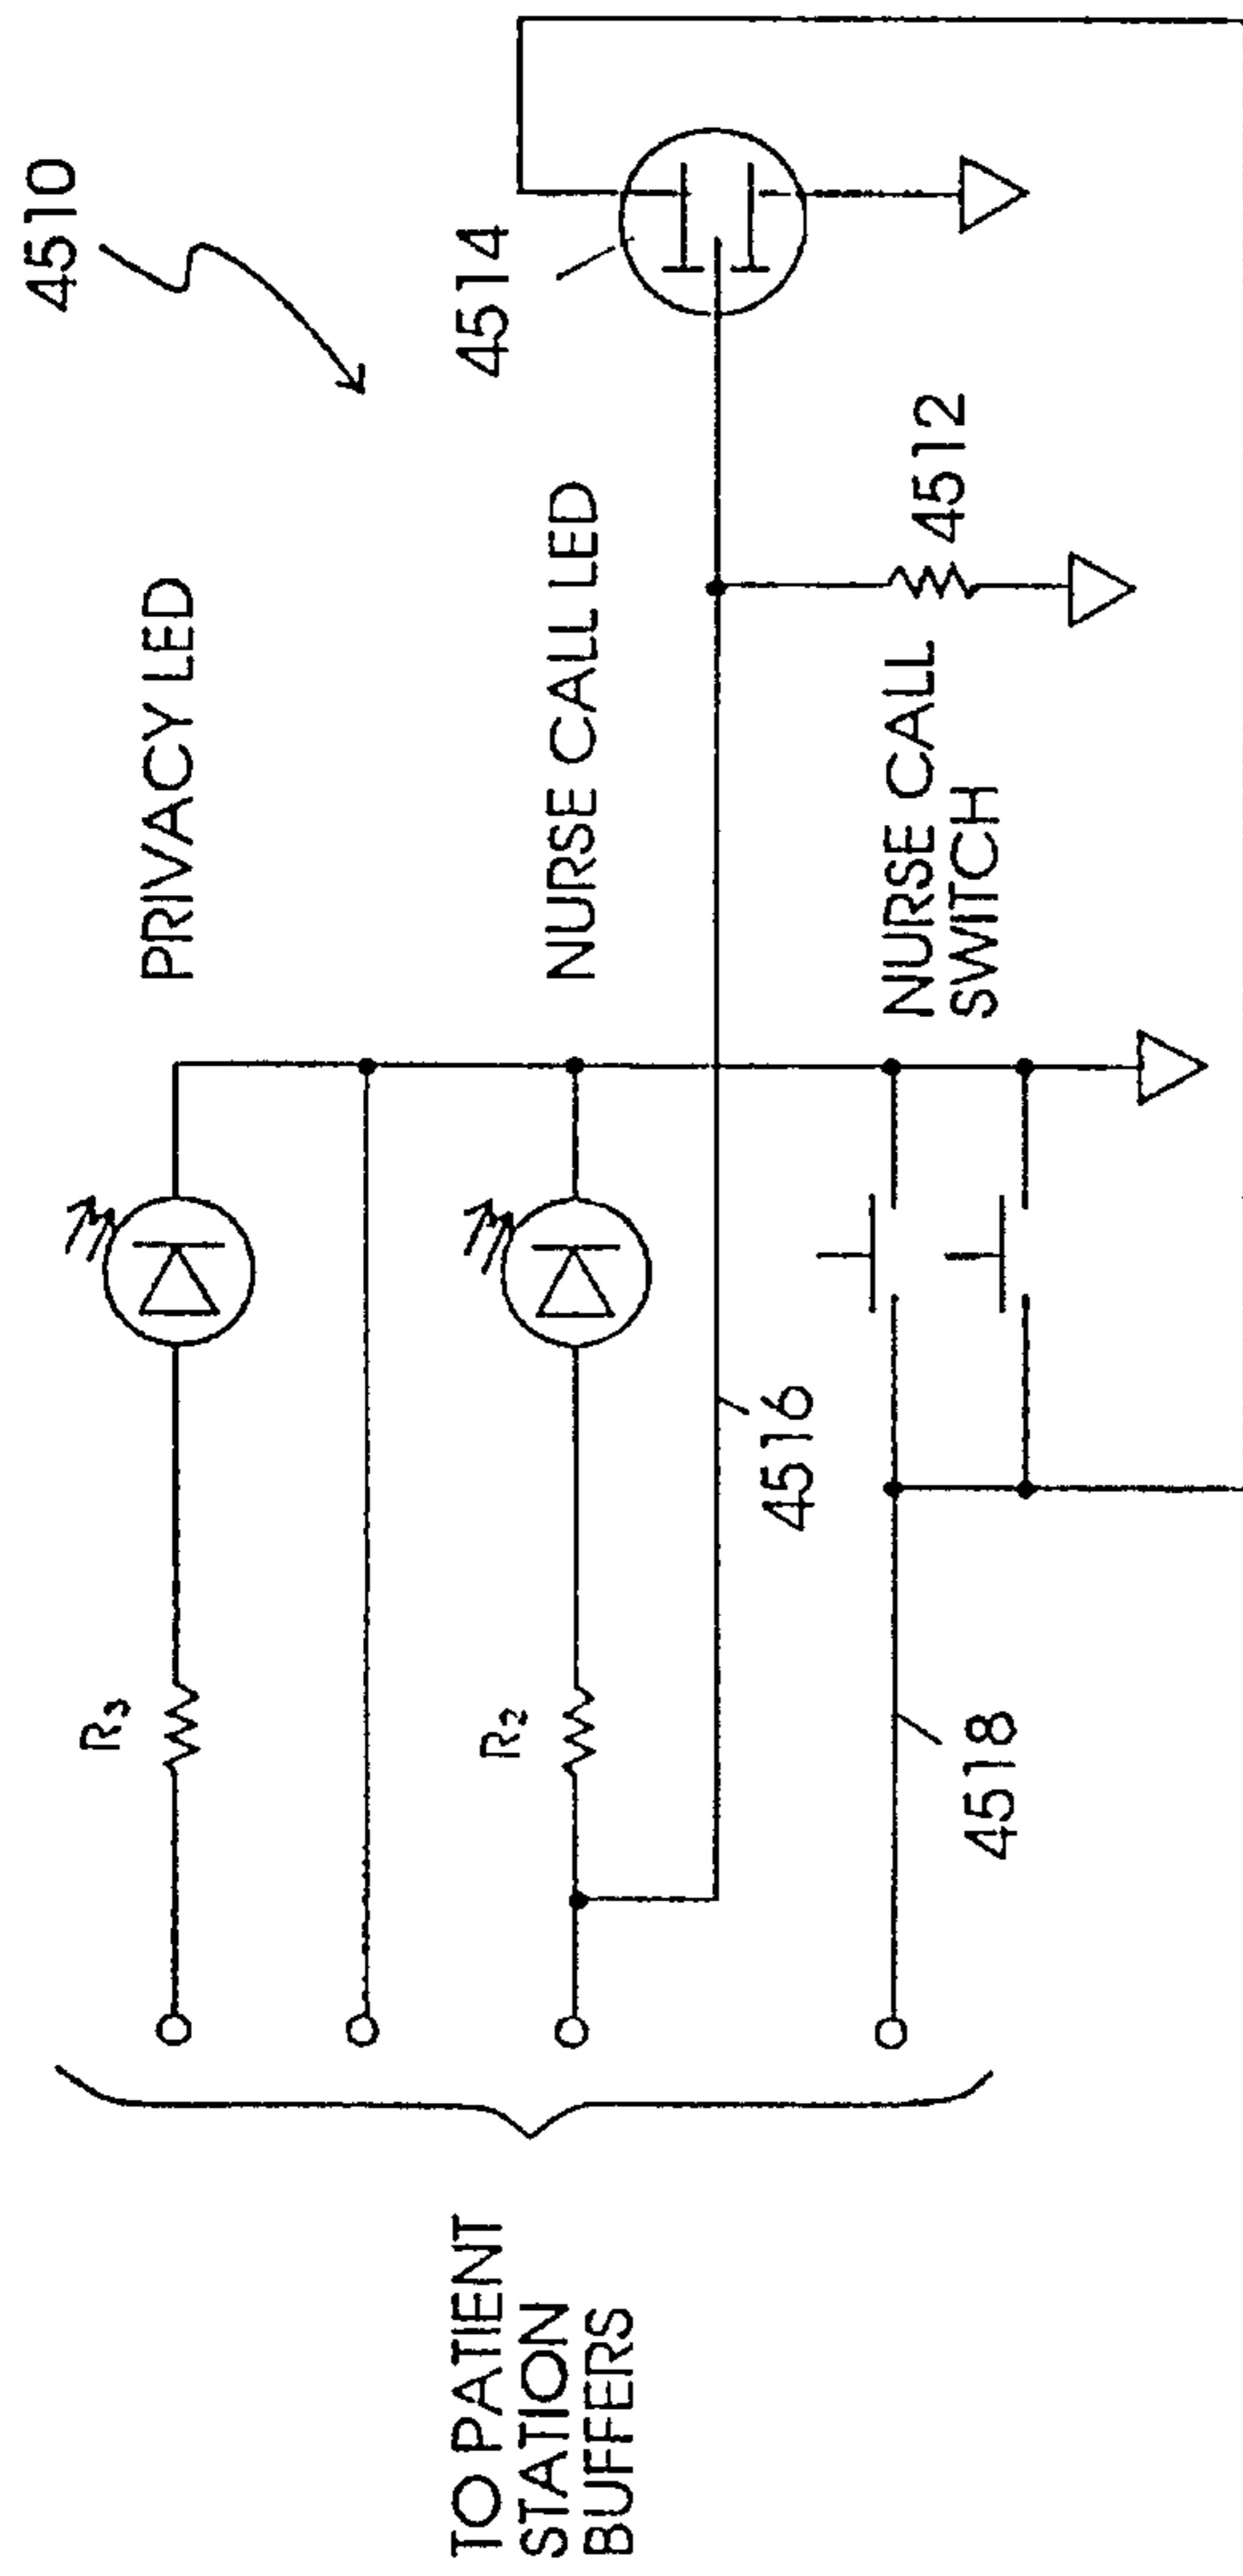 4510
PRIVACY LED
4514
NURSE CALL LED
4512
NURSE CALL
SWITCH
4516
4518
R3
R2
TO PATIENT
STATION
BUFFERS